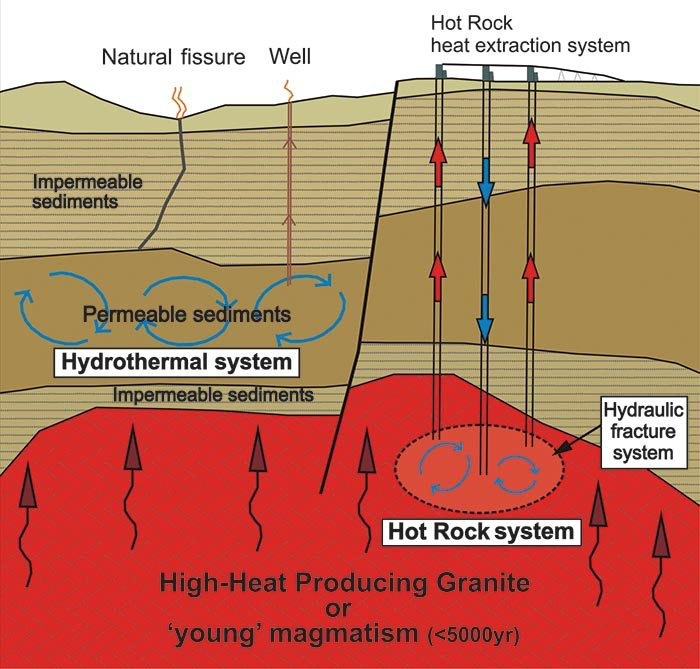 Hot Rock
heat extraction system
Natural fissure
Well
Impermeable
sediments
Permeable sediments
Hydrothermal system
Impermeable sediments
Hydraulic
fracture
system
Hot Rock system
High-Heat Producing Granite
or
‘young’ magmatism (<5000yr)